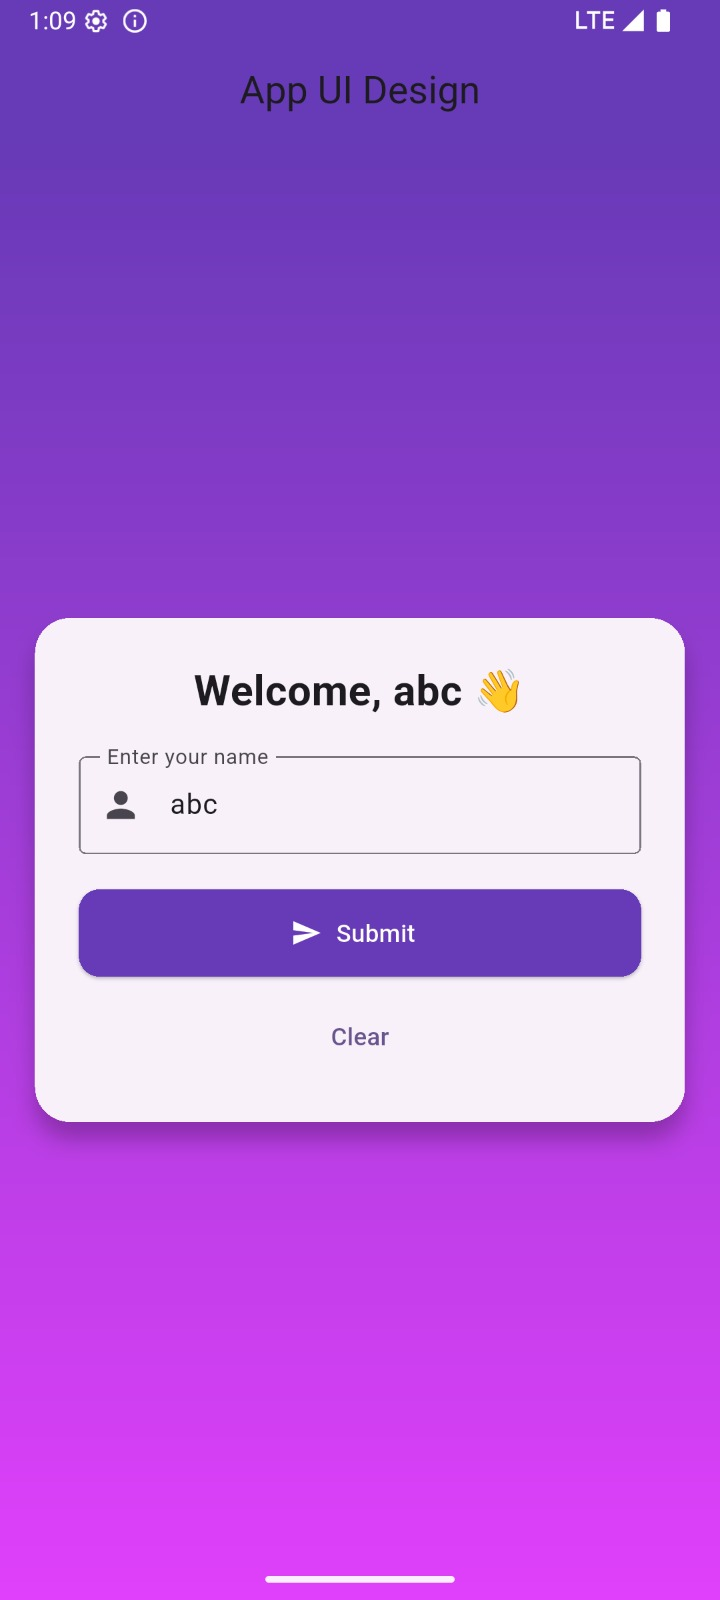 1:09 LTE
App UI Design
Welcome, abc 👋
Enter your name
abc
Submit
Clear